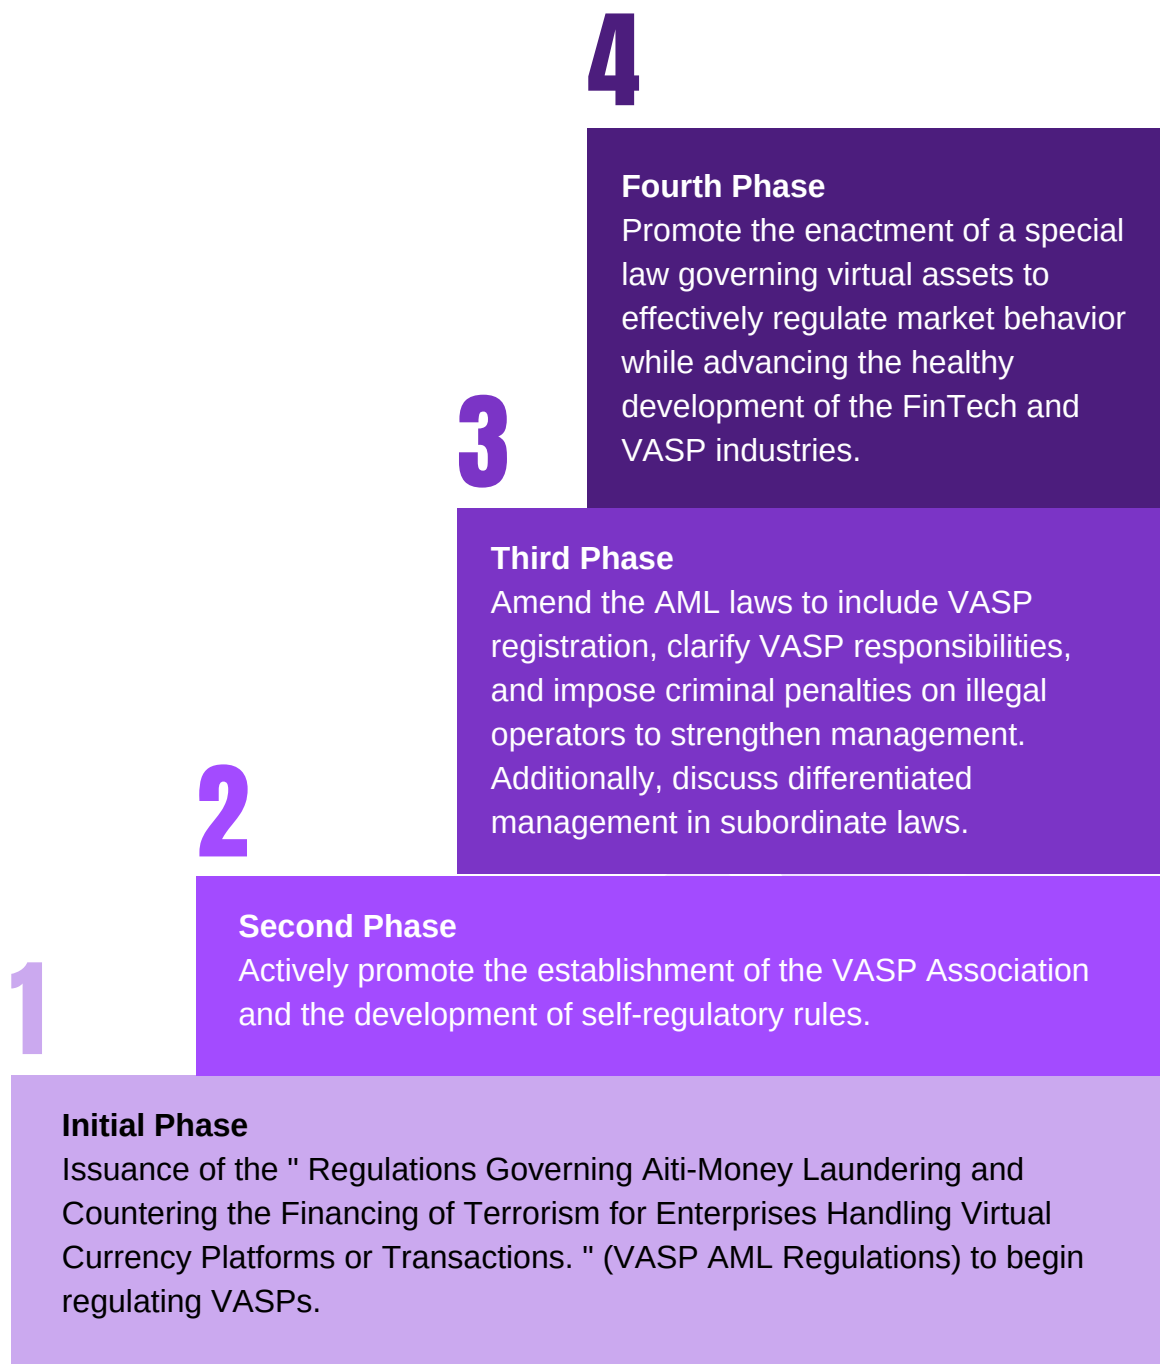 4
Fourth Phase
Promote the enactment of a special
law governing virtual assets to
effectively regulate market behavior
while advancing the healthy
development of the FinTech and
VASP industries.
3
Third Phase
Amend the AML laws to include VASP
registration, clarify VASP responsibilities,
and impose criminal penalties on illegal
operators to strengthen management.
Additionally, discuss differentiated
management in subordinate laws.
2
Second Phase
Actively promote the establishment of the VASP Association
and the development of self-regulatory rules.
1
Initial Phase
Issuance of the " Regulations Governing Aiti-Money Laundering and
Countering the Financing of Terrorism for Enterprises Handling Virtual
Currency Platforms or Transactions. " (VASP AML Regulations) to begin
regulating VASPs.